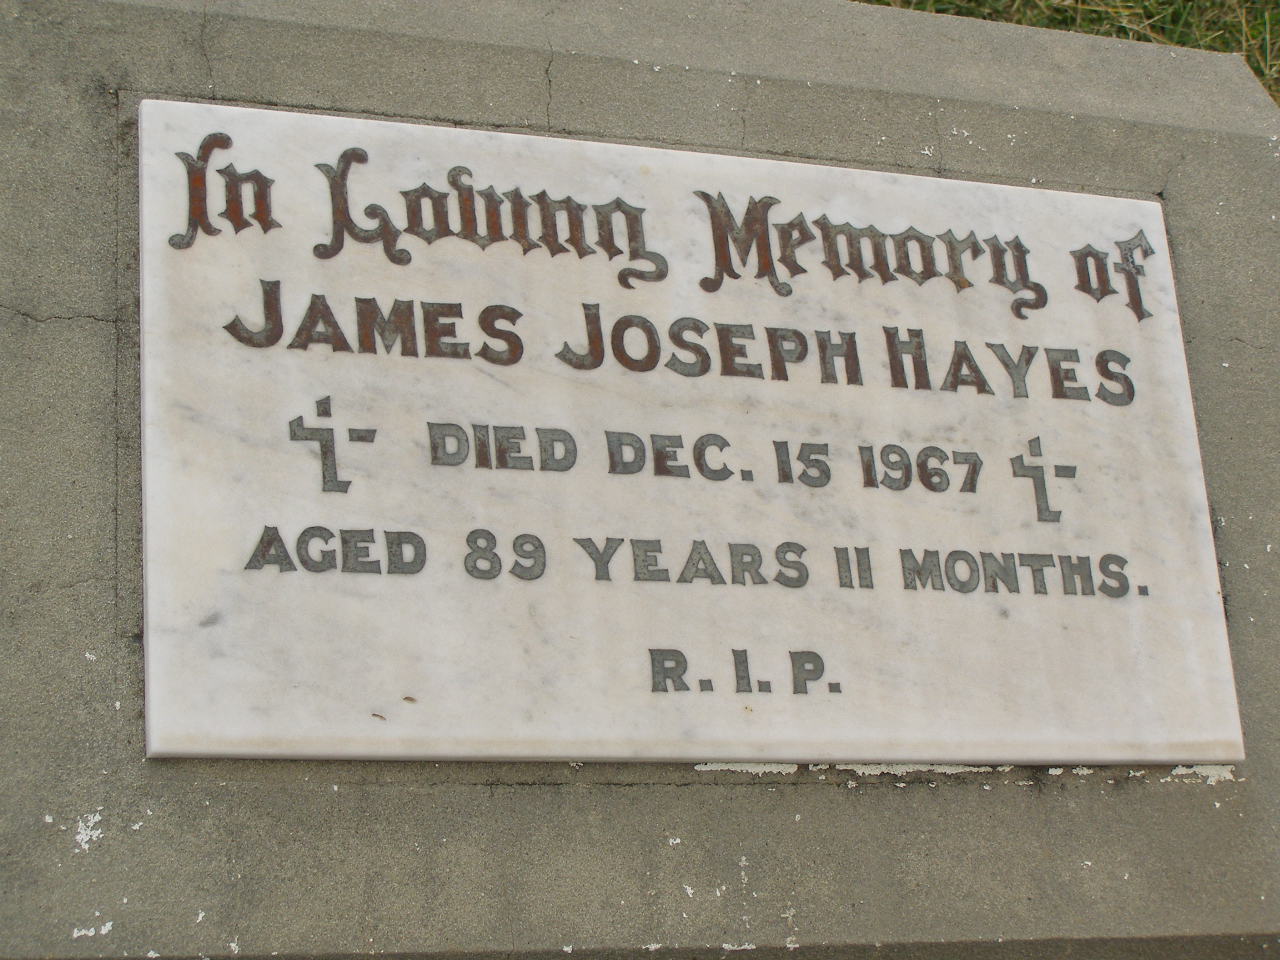 In Loving Memory of
JAMES JOSEPH HAYES
DIED DEC. 15 1967
AGED 89 YEARS 11 MONTHS.
R.I.P.